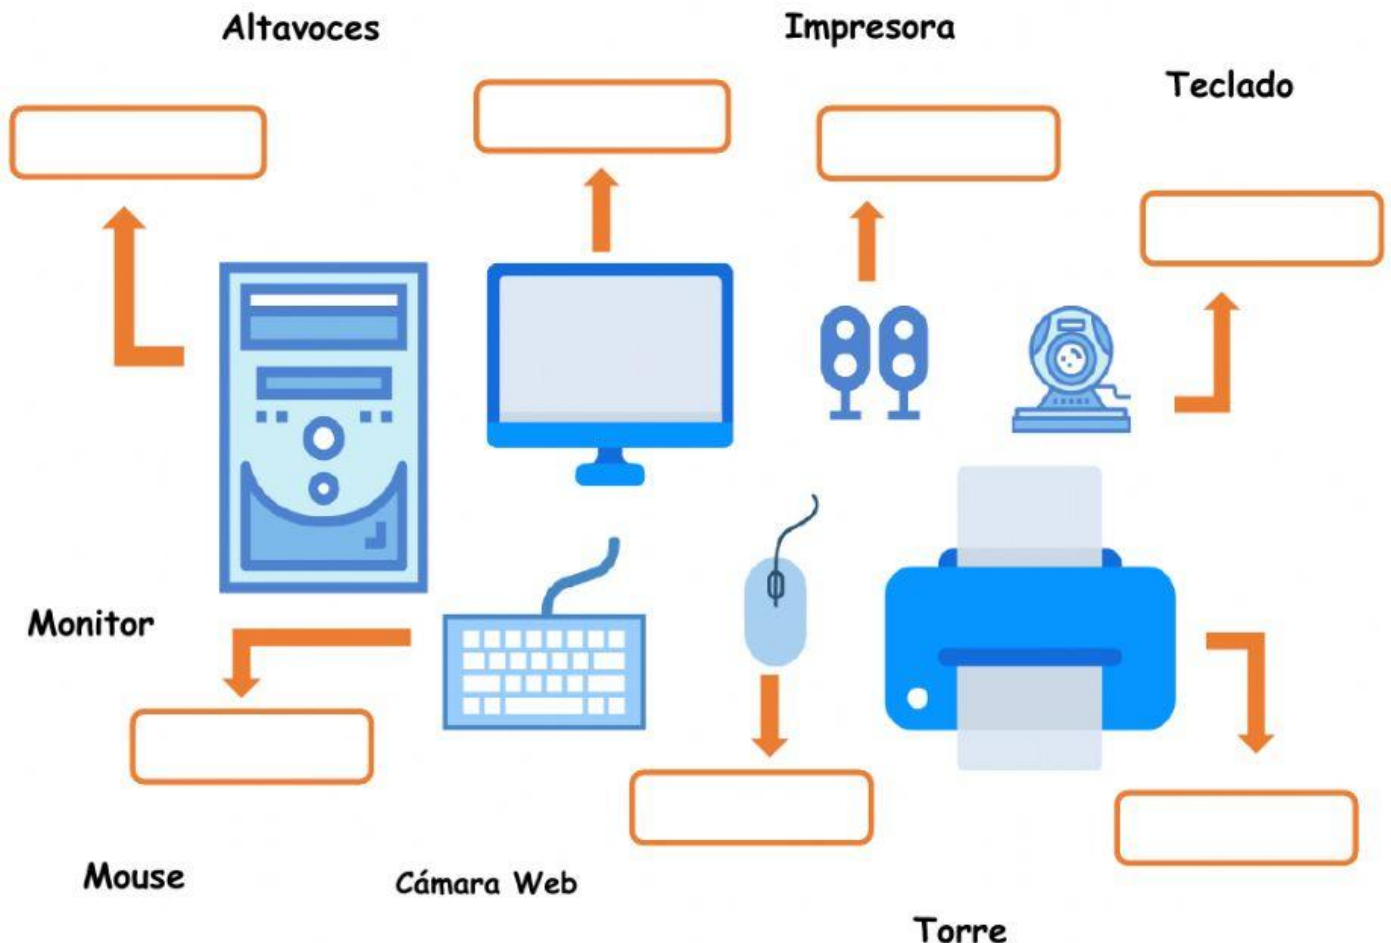 Altavoces
Impresora
Teclado
Monitor
Mouse
Cámara Web
Torre